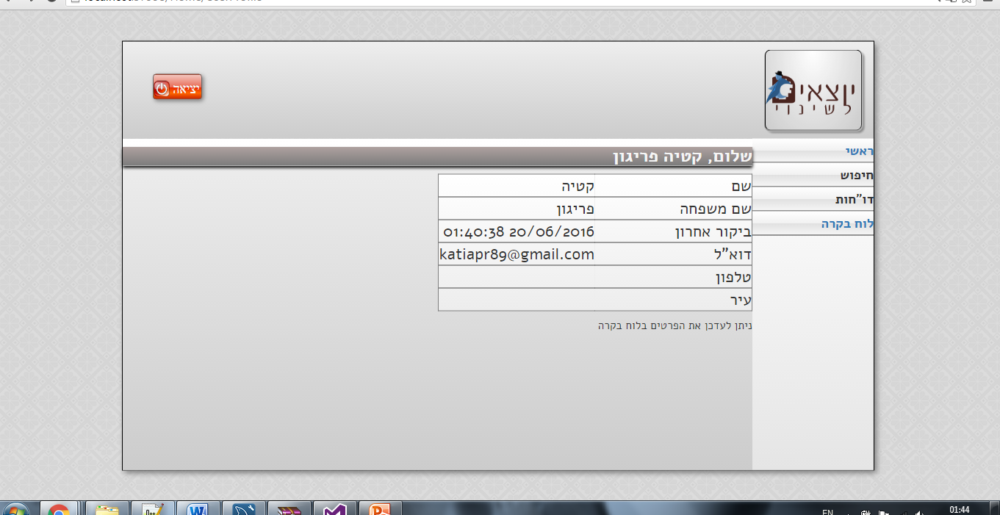 יציאה
יוצאים
לשינוי
שלום, קטיה פריגון
ראשי
חיפוש
דו"חות
לוח בקרה
שם קטיה
שם משפחה פריגון
ביקור אחרון 20/06/2016 01:40:38
דוא"ל katiapr89@gmail.com
טלפון
עיר
ניתן לעדכן את הפרטים בלוח בקרה
EN
01:44